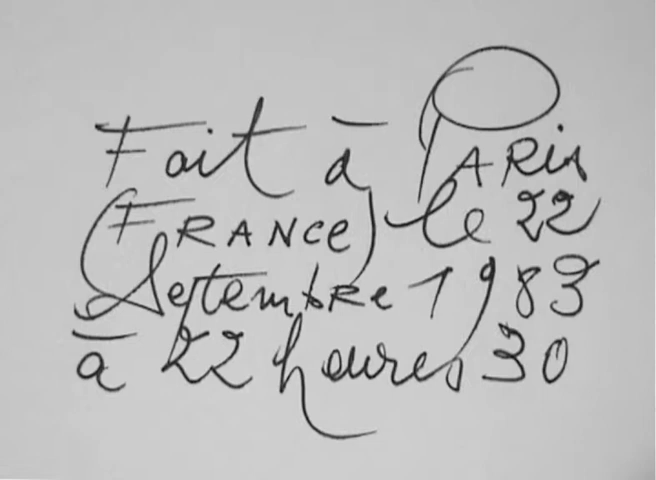 Fait à Paris
(France) le 22
Septembre 1983
à 22 heures 30